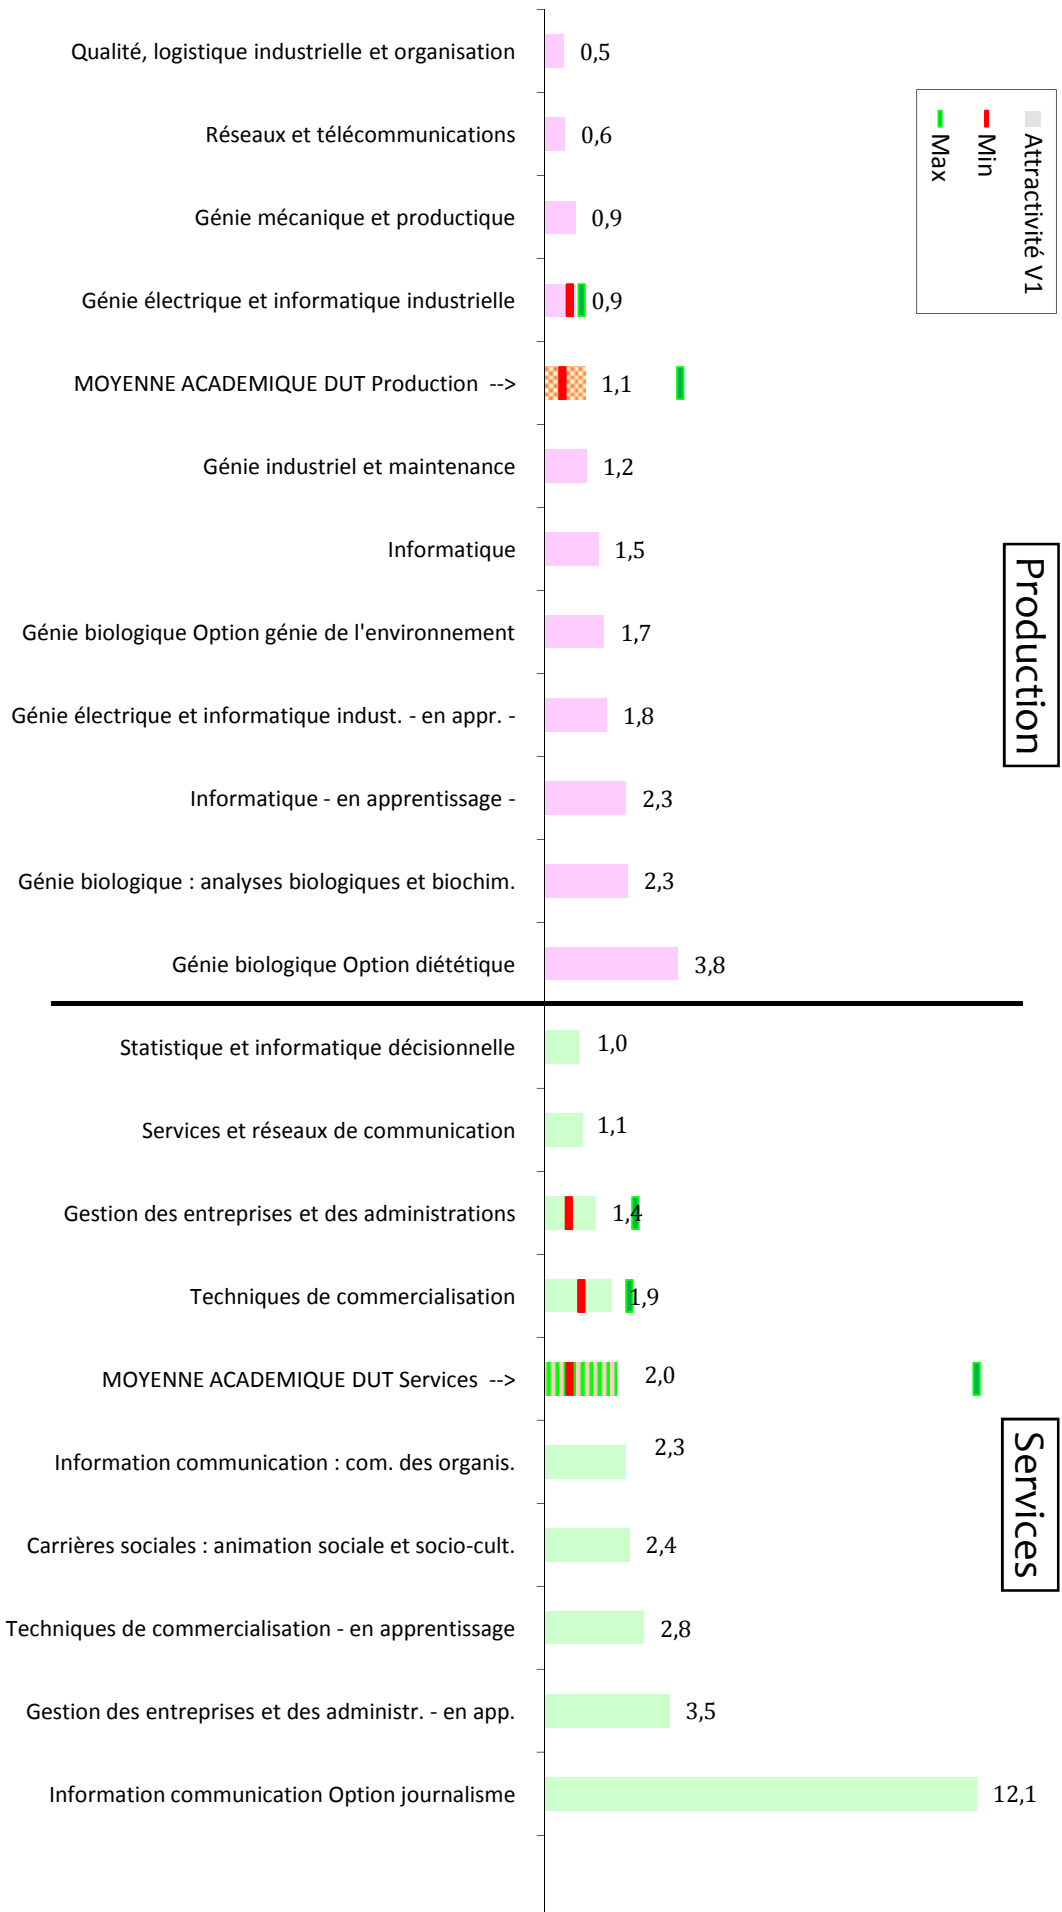 Attractivité V1
Min
Max
Production
Qualité, logistique industrielle et organisation 0,5
Réseaux et télécommunications 0,6
Génie mécanique et productique 0,9
Génie électrique et informatique industrielle 0,9
MOYENNE ACADEMIQUE DUT Production --> 1,1
Génie industriel et maintenance 1,2
Informatique 1,5
Génie biologique Option génie de l'environnement 1,7
Génie électrique et informatique indust. - en appr. - 1,8
Informatique - en apprentissage - 2,3
Génie biologique : analyses biologiques et biochim. 2,3
Génie biologique Option diététique 3,8
Services
Statistique et informatique décisionnelle 1,0
Services et réseaux de communication 1,1
Gestion des entreprises et des administrations 1,4
Techniques de commercialisation 1,9
MOYENNE ACADEMIQUE DUT Services --> 2,0
Information communication : com. des organis. 2,3
Carrières sociales : animation sociale et socio-cult. 2,4
Techniques de commercialisation - en apprentissage 2,8
Gestion des entreprises et des administr. - en app. 3,5
Information communication Option journalisme 12,1